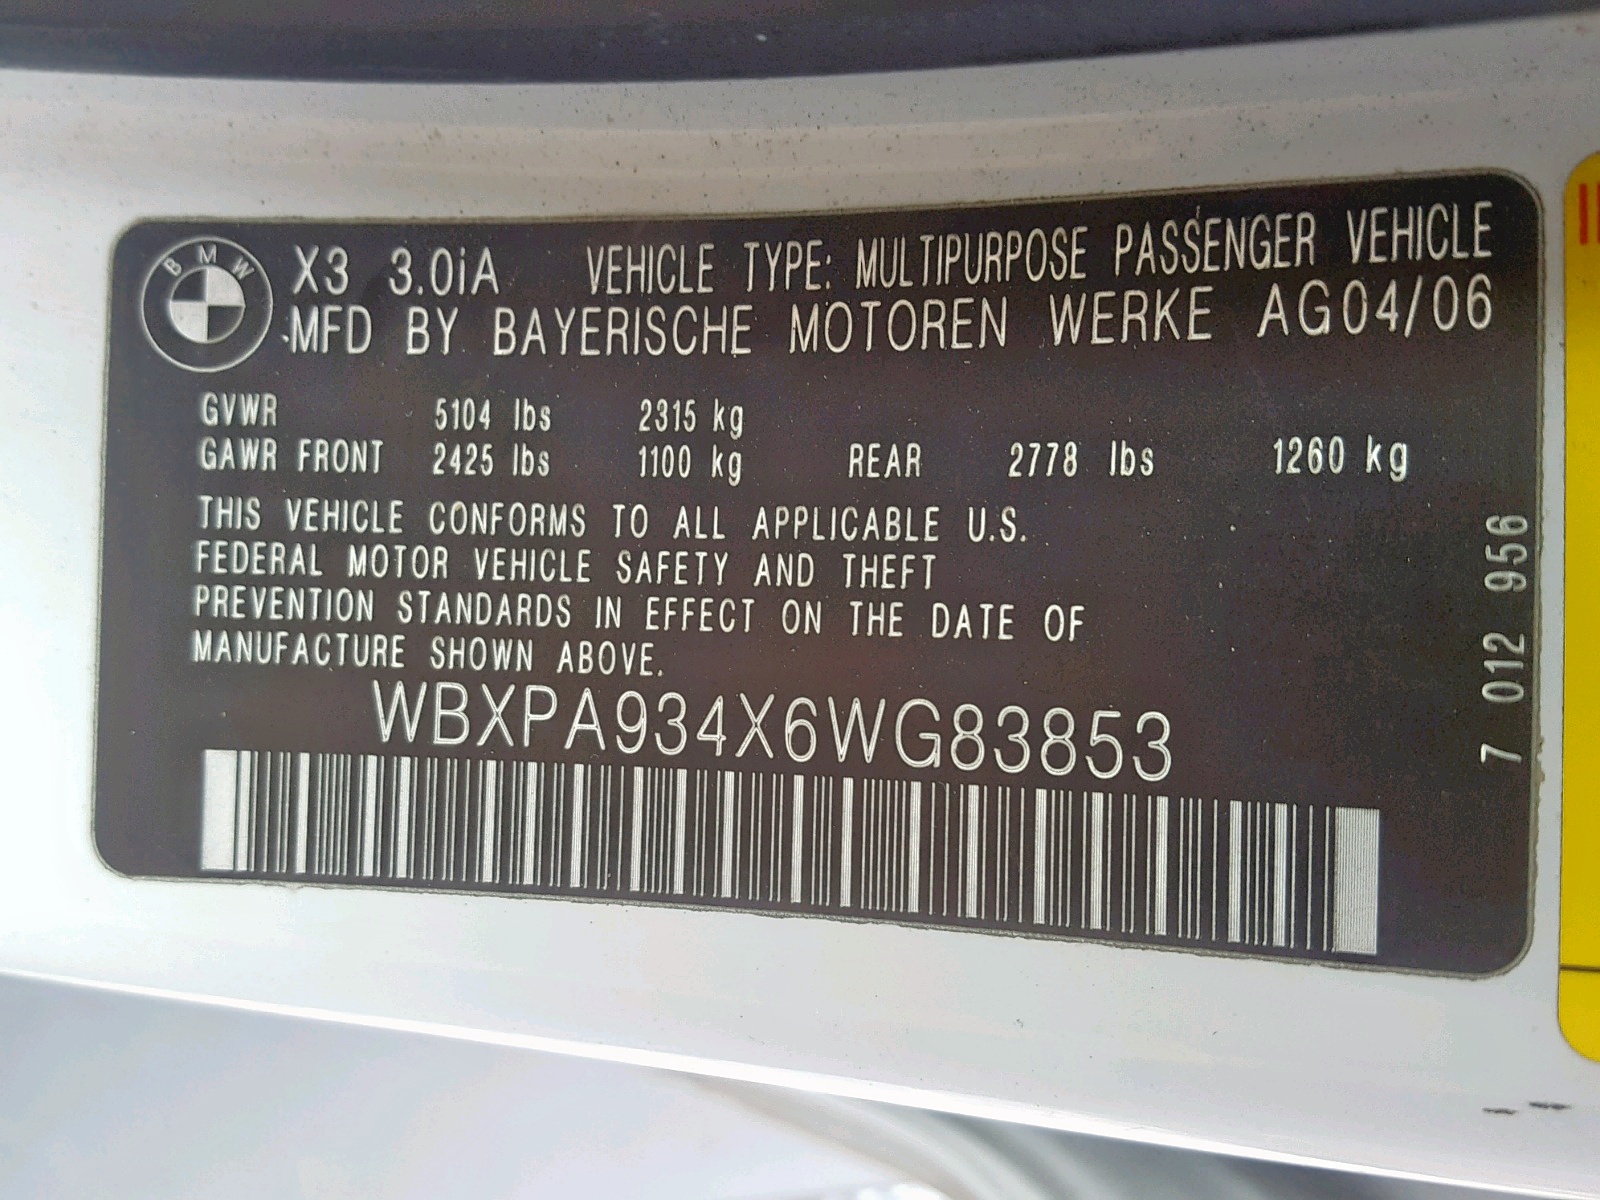 BMW
X3 3.0iA VEHICLE TYPE: MULTIPURPOSE PASSENGER VEHICLE
MFD BY BAYERISCHE MOTOREN WERKE AG04/06
GVWR 5104 lbs 2315 kg
GAWR FRONT 2425 lbs 1100 kg REAR 2778 lbs 1260 kg
THIS VEHICLE CONFORMS TO ALL APPLICABLE U.S.
FEDERAL MOTOR VEHICLE SAFETY AND THEFT
PREVENTION STANDARDS IN EFFECT ON THE DATE OF
MANUFACTURE SHOWN ABOVE.
WBXPA934X6WG83853
7 012 956